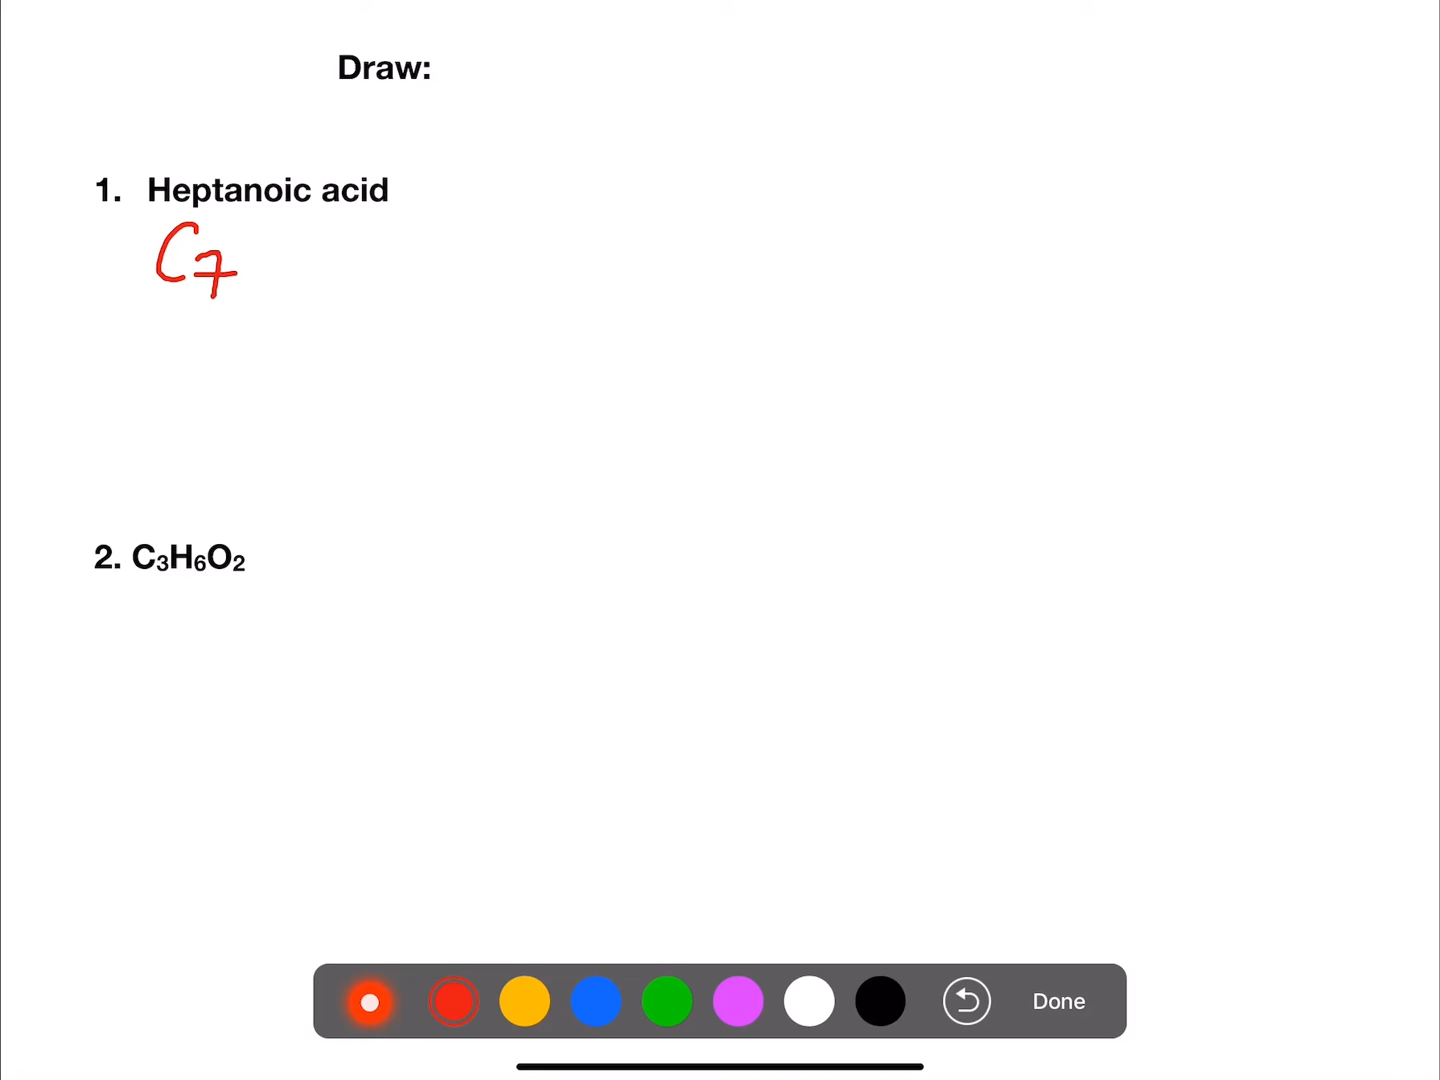 Draw:
1. Heptanoic acid
C7
2. C₃H₆O₂
Done